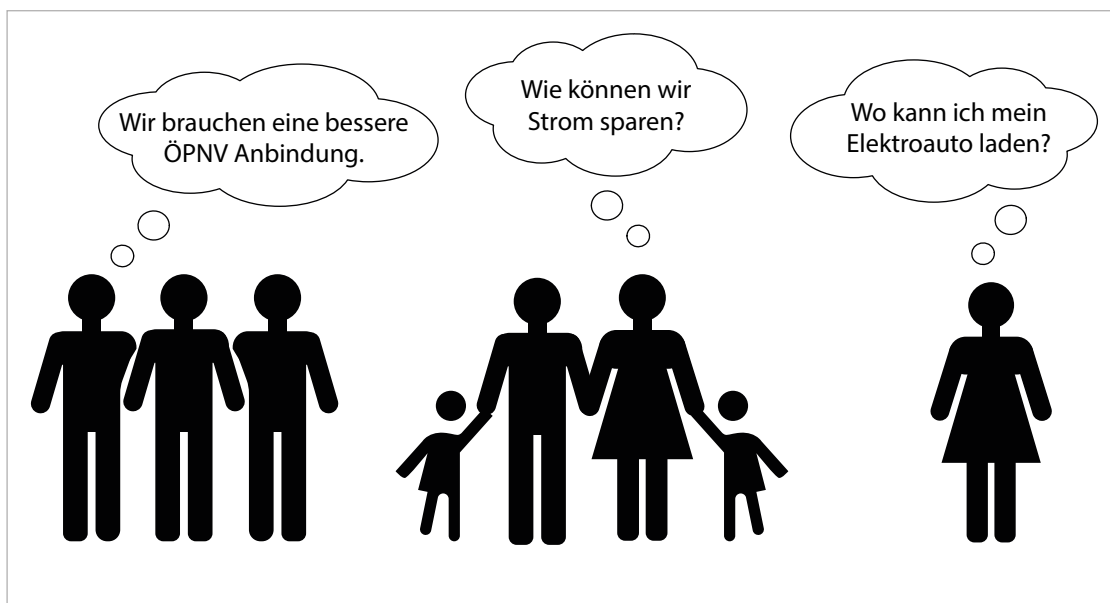 Wir brauchen eine bessere
ÖPNV Anbindung.
Wie können wir
Strom sparen?
Wo kann ich mein
Elektroauto laden?